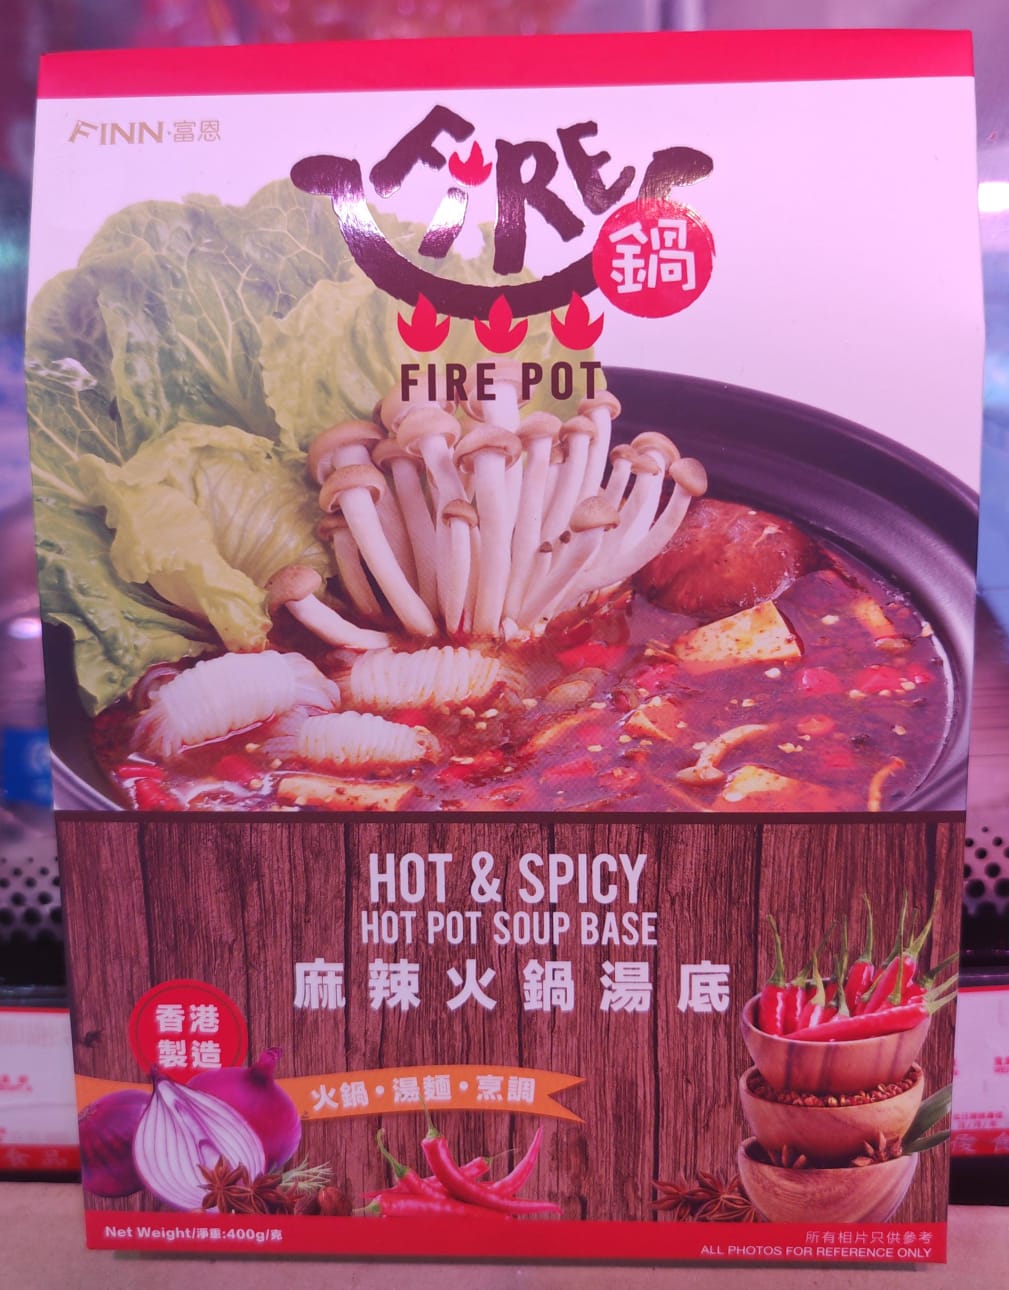 FINN·富恩
FIRE
鍋
FIRE POT
HOT & SPICY
HOT POT SOUP BASE
麻辣火鍋湯底
香港
製造
火鍋·湯麵·烹調
Net Weight/淨重:400g/克
所有相片只供參考
ALL PHOTOS FOR REFERENCE ONLY